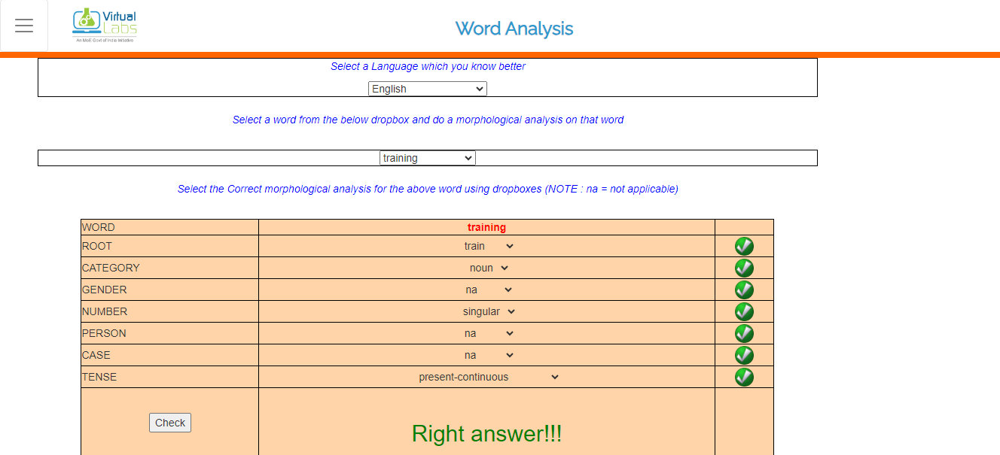 Virtual
Labs
An MoE Govt of India Initiative
Word Analysis
Select a Language which you know better
English
Select a word from the below dropbox and do a morphological analysis on that word
training
Select the Correct morphological analysis for the above word using dropboxes (NOTE : na = not applicable)
WORD training
ROOT train
CATEGORY noun
GENDER na
NUMBER singular
PERSON na
CASE na
TENSE present-continuous
Check
Right answer!!!